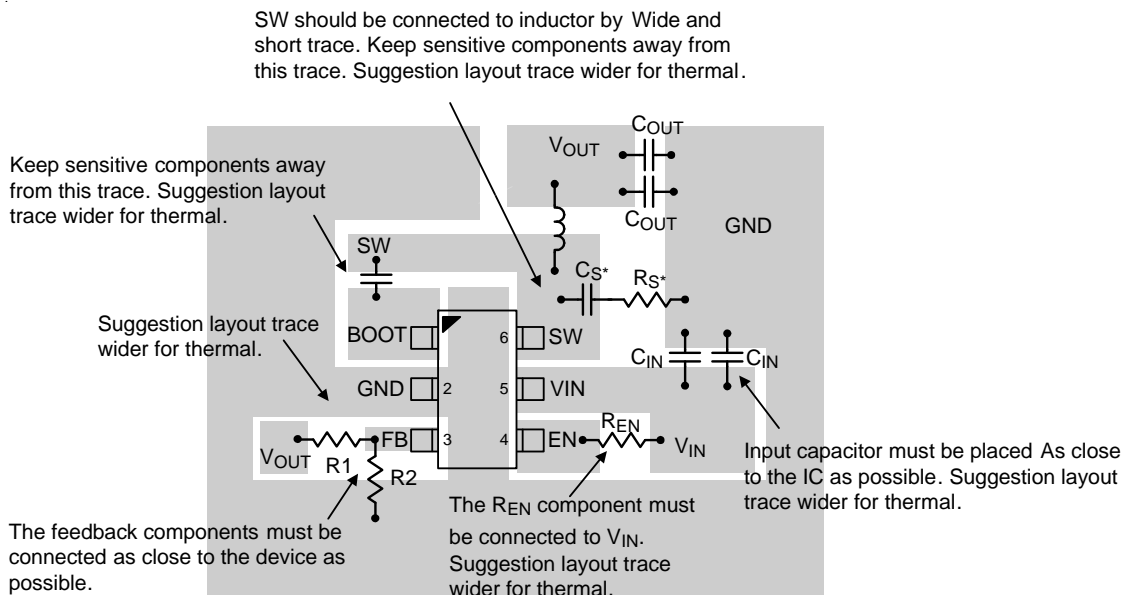 SW should be connected to inductor by Wide and
short trace. Keep sensitive components away from
this trace. Suggestion layout trace wider for thermal.
Keep sensitive components away
from this trace. Suggestion layout
trace wider for thermal.
COUT
VOUT
COUT
GND
SW
CS*
RS*
Suggestion layout trace
wider for thermal.
BOOT
6
SW
CIN
CIN
GND
2
5
VIN
REN
FB
3
4
EN
VIN
VOUT
R1
R2
Input capacitor must be placed As close
to the IC as possible. Suggestion layout
trace wider for thermal.
The feedback components must be
connected as close to the device as
possible.
The REN component must
be connected to VIN.
Suggestion layout trace
wider for thermal.